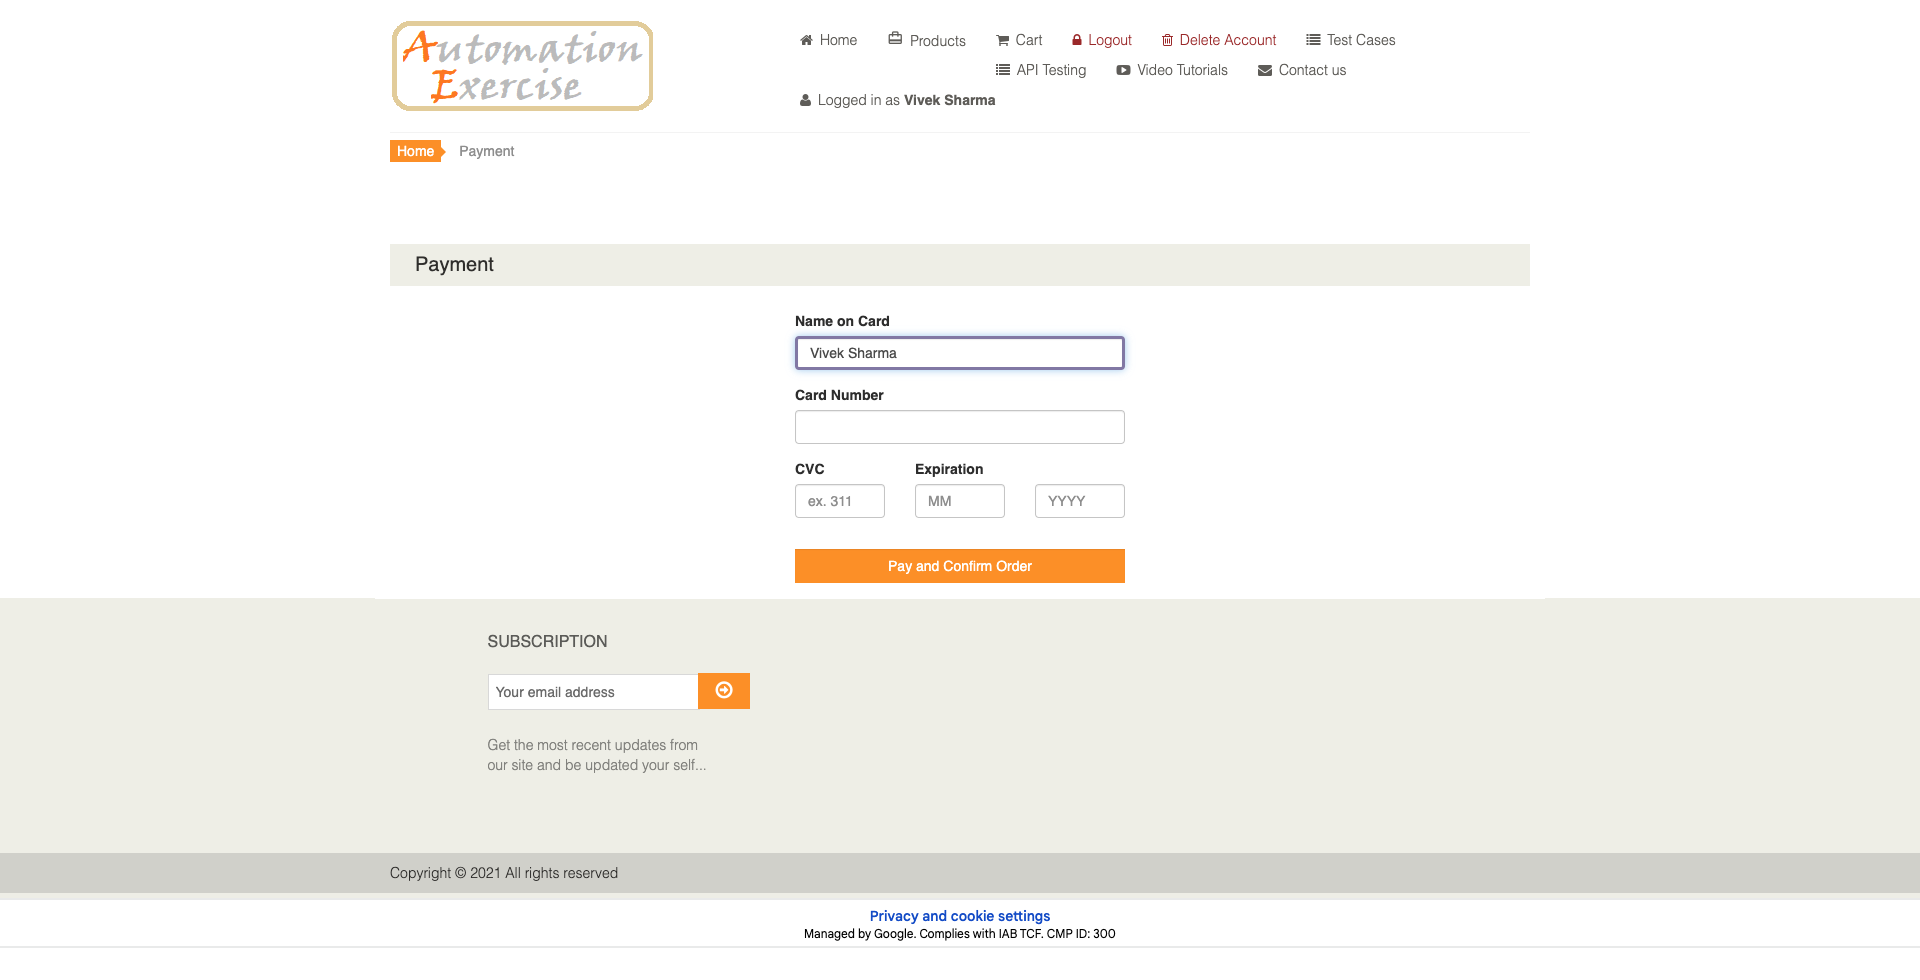 Automation
Exercise
Home Products Cart Logout Delete Account Test Cases
API Testing Video Tutorials Contact us
Logged in as Vivek Sharma
Home Payment
Payment
Name on Card
Vivek Sharma
Card Number
CVC Expiration
ex. 311 MM YYYY
Pay and Confirm Order
SUBSCRIPTION
Your email address
Get the most recent updates from
our site and be updated your self...
Copyright © 2021 All rights reserved
Privacy and cookie settings
Managed by Google. Complies with IAB TCF. CMP ID: 300